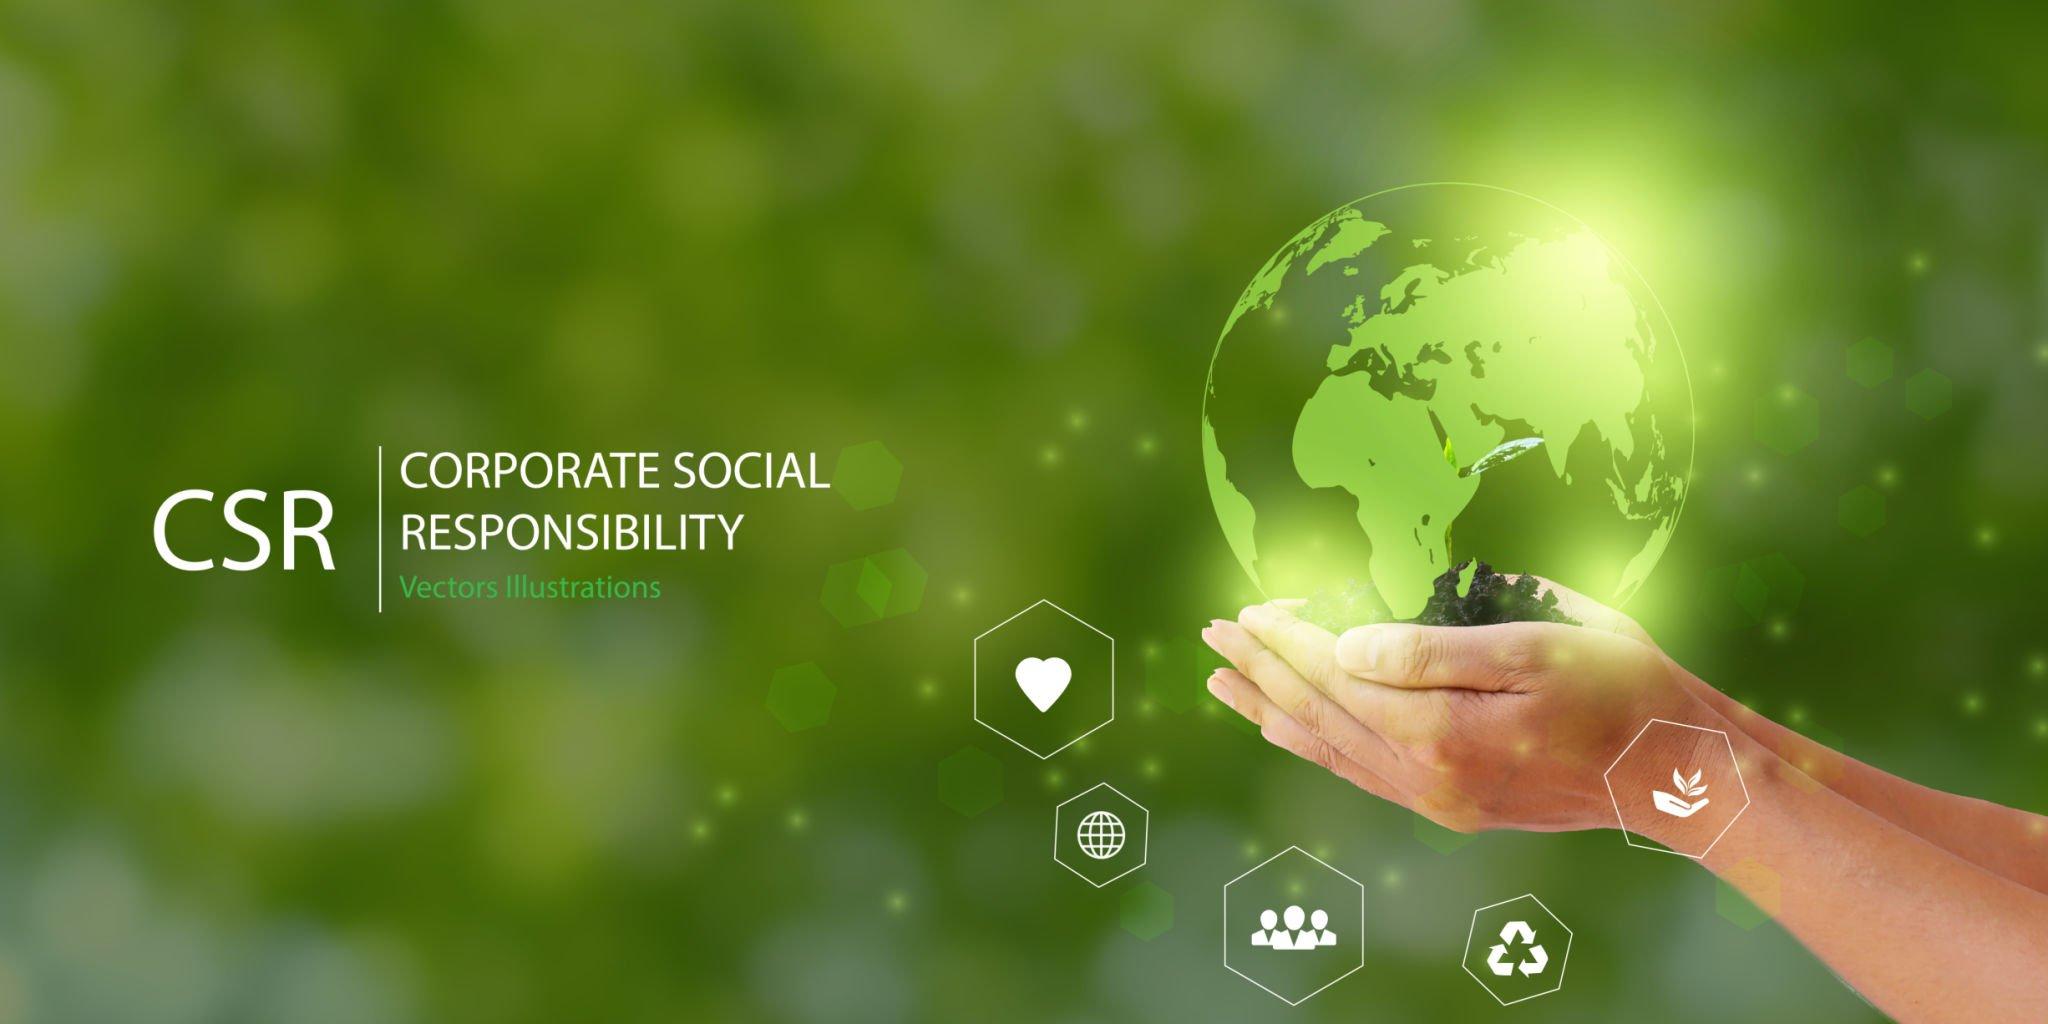 CSR
CORPORATE SOCIAL
RESPONSIBILITY
Vectors Illustrations